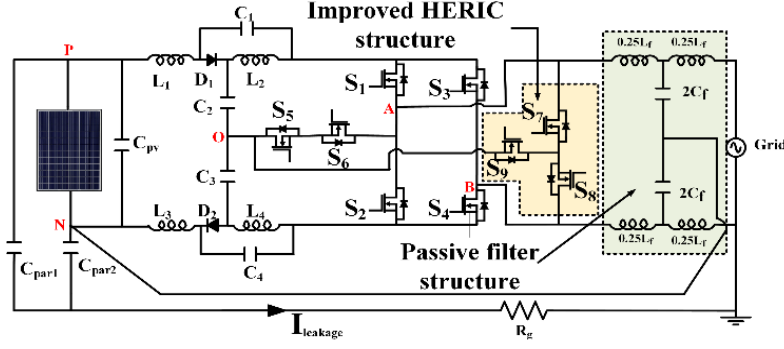 Improved HERIC
structure
C1
P
L1
D1
L2
0.25Lf
0.25Lf
S1
S3
C2
A
S5
S7
2Cf
Cpv
O
S6
S9
Grid
C3
S8
B
2Cf
N
L3
D2
L4
S2
S4
0.25Lf
0.25Lf
C4
Cpar1
Cpar2
Passive filter
structure
Ileakage
Rg